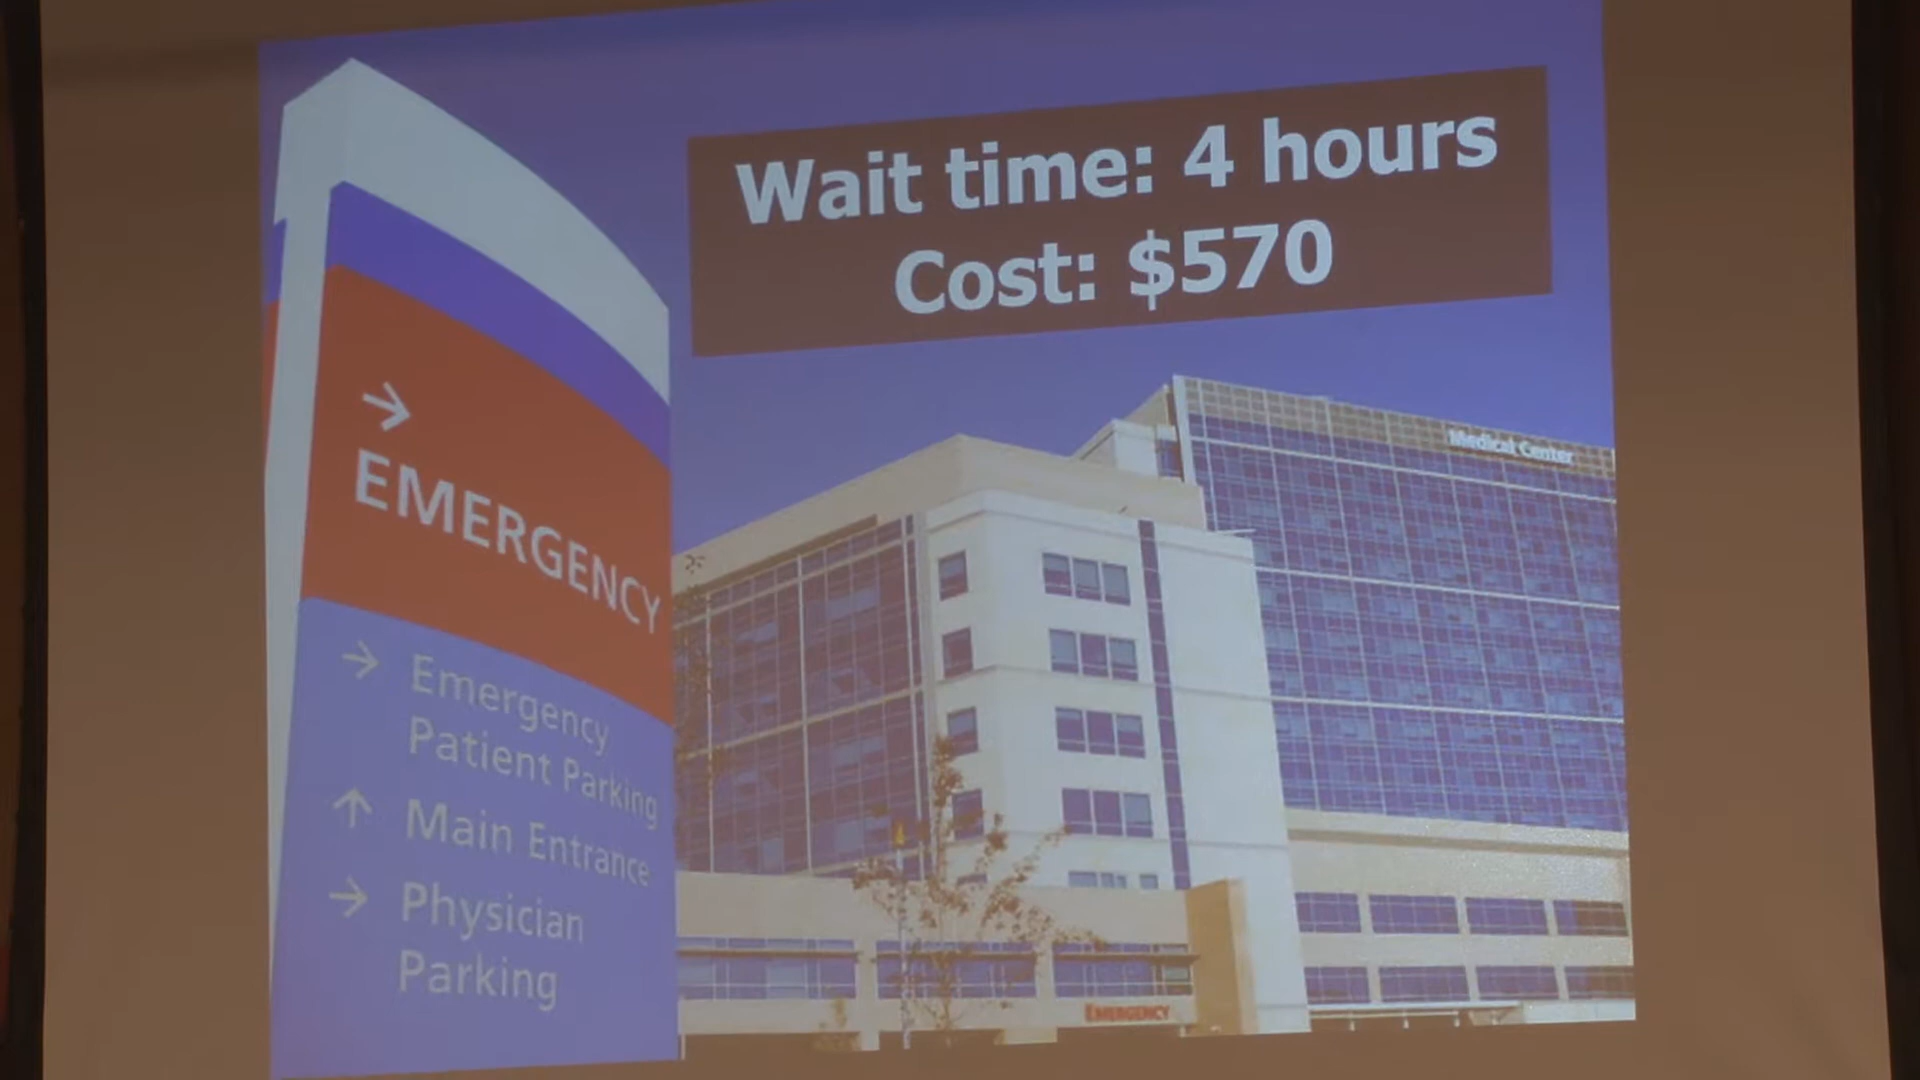 Wait time: 4 hours
Cost: $570
Medical Center
→
EMERGENCY
→ Emergency
Patient Parking
↑ Main Entrance
→ Physician
Parking
EMERGENCY